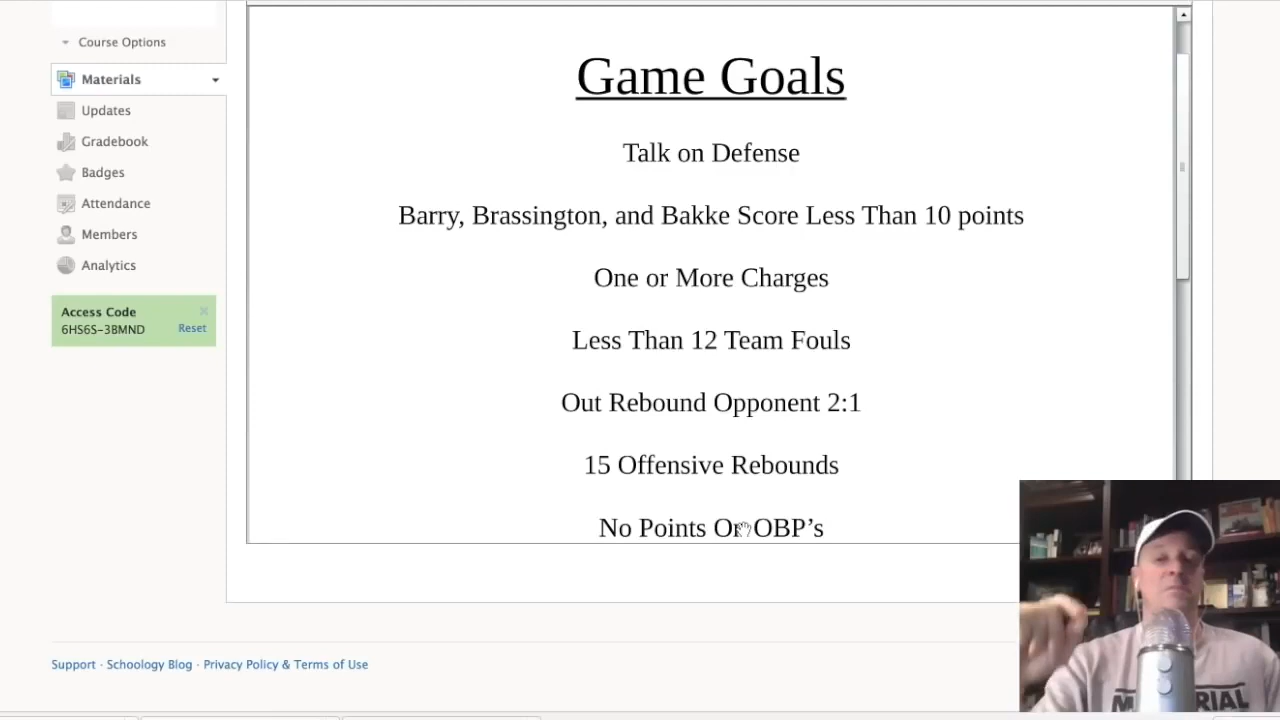 Course Options
Materials
Updates
Gradebook
Badges
Attendance
Members
Analytics
Access Code
6HS6S-3BMND
Reset
Game Goals
Talk on Defense
Barry, Brassington, and Bakke Score Less Than 10 points
One or More Charges
Less Than 12 Team Fouls
Out Rebound Opponent 2:1
15 Offensive Rebounds
No Points On OBP’s
Support · Schoology Blog · Privacy Policy & Terms of Use